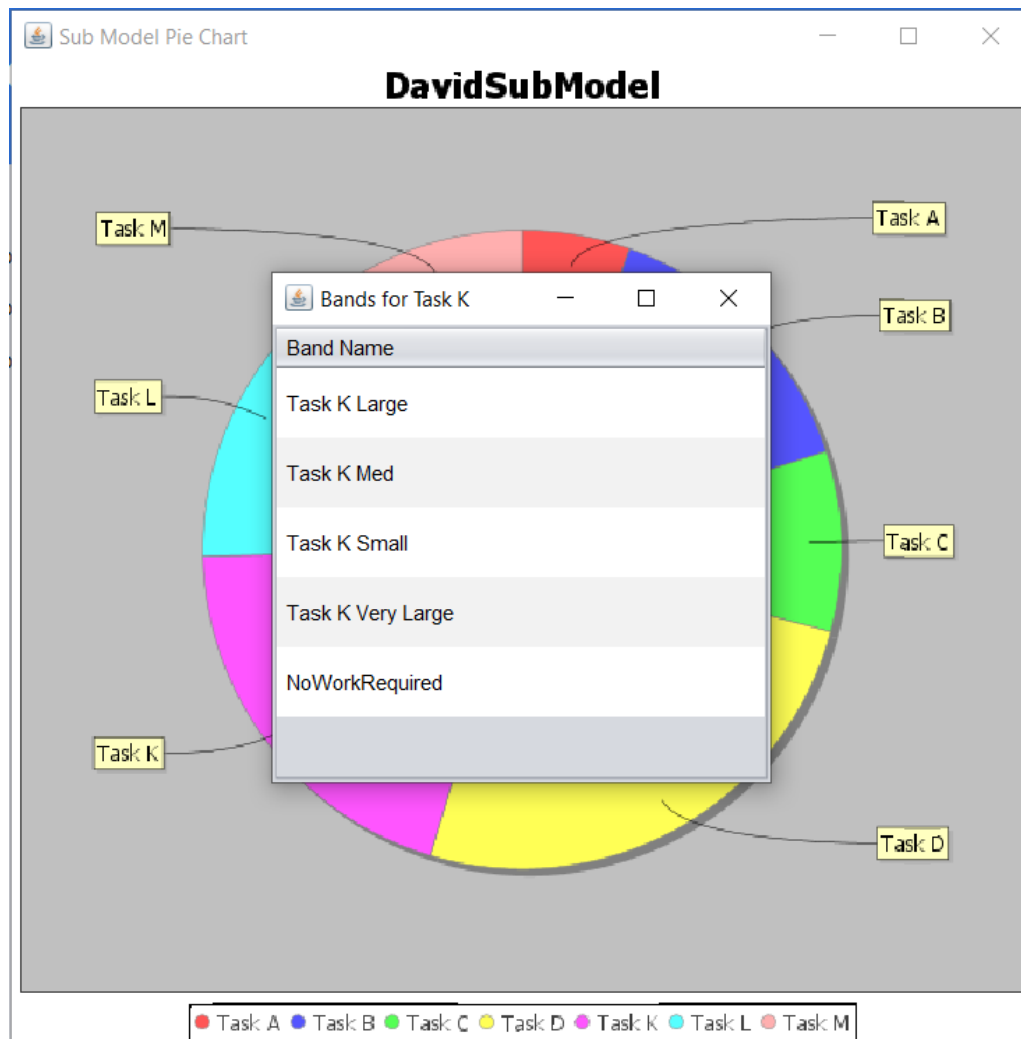 Sub Model Pie Chart
DavidSubModel
Task M
Task A
Task B
Task L
Task C
Task K
Task D
Bands for Task K
Band Name
Task K Large
Task K Med
Task K Small
Task K Very Large
NoWorkRequired
Task A Task B Task C Task D Task K Task L Task M